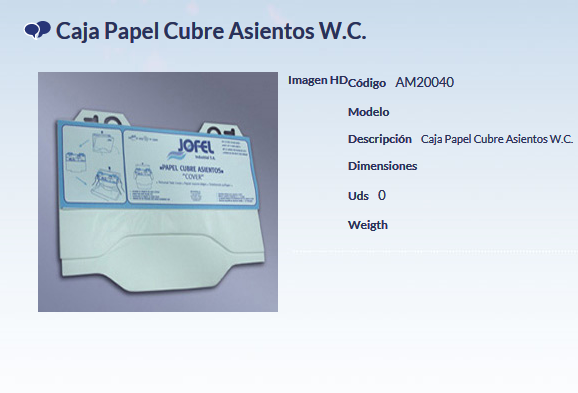 Caja Papel Cubre Asientos W.C.
Imagen HD
Código AM20040
Modelo
Descripción Caja Papel Cubre Asientos W.C.
Dimensiones
Uds 0
Weigth
JOFEL
Industrial S.A.
«PAPEL CUBRE ASIENTOS»
"COVER"